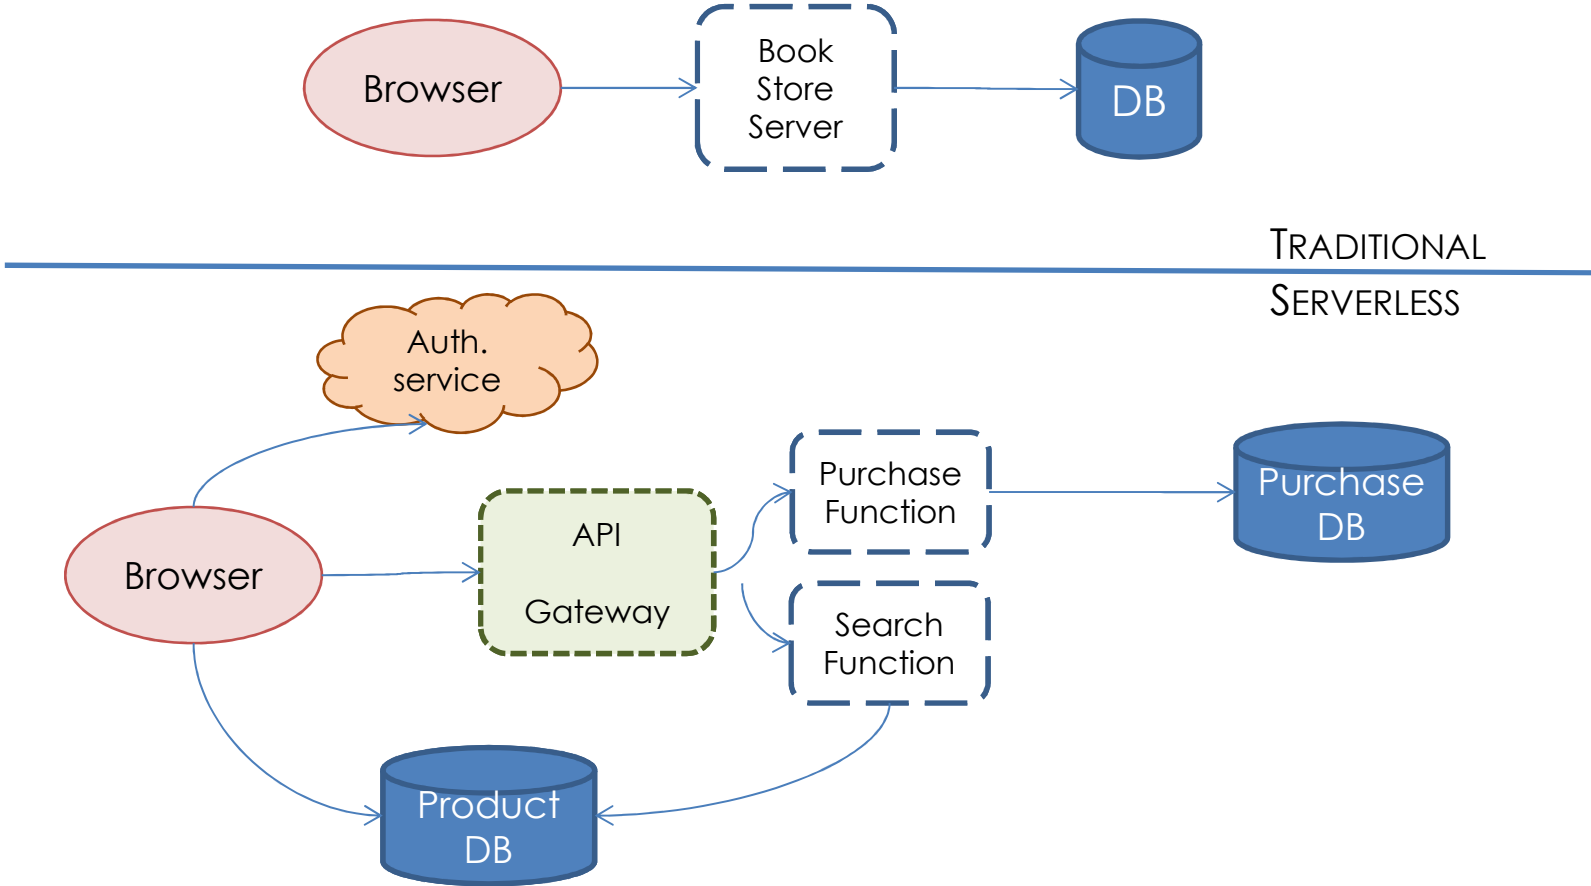 Browser
Book
Store
Server
DB
TRADITIONAL
SERVERLESS
Auth.
service
Browser
API
Gateway
Purchase
Function
Search
Function
Purchase
DB
Product
DB